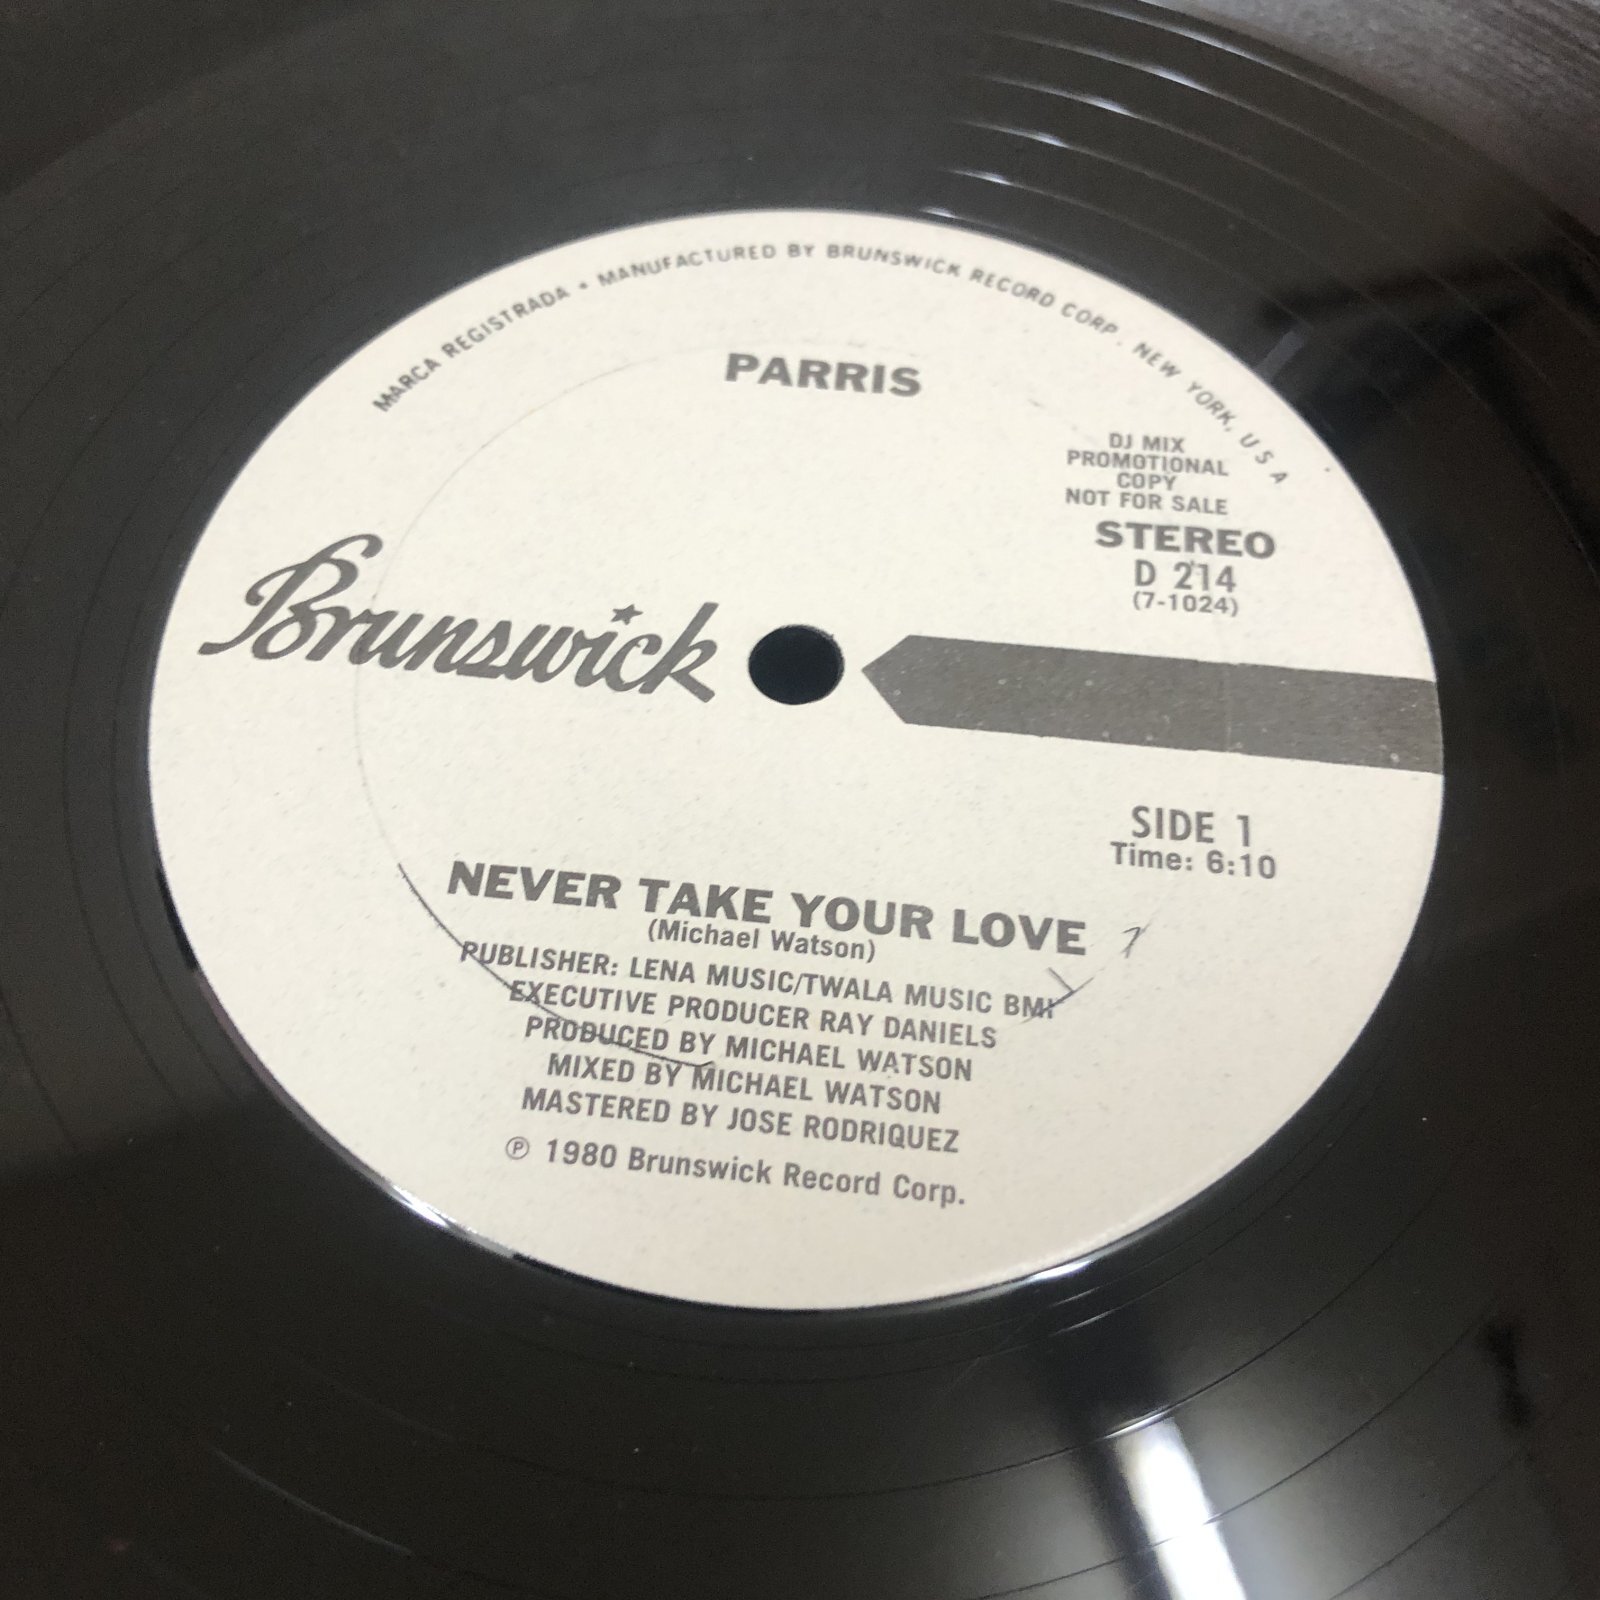 MARCA REGISTRADA • MANUFACTURED BY BRUNSWICK RECORD CORP. NEW YORK, U S A
PARRIS
DJ MIX
PROMOTIONAL
COPY
NOT FOR SALE
STEREO
D 214
(7-1024)
Brunswick
SIDE 1
Time: 6:10
NEVER TAKE YOUR LOVE
(Michael Watson)
PUBLISHER: LENA MUSIC/TWALA MUSIC BMI
EXECUTIVE PRODUCER RAY DANIELS
PRODUCED BY MICHAEL WATSON
MIXED BY MICHAEL WATSON
MASTERED BY JOSE RODRIQUEZ
℗ 1980 Brunswick Record Corp.